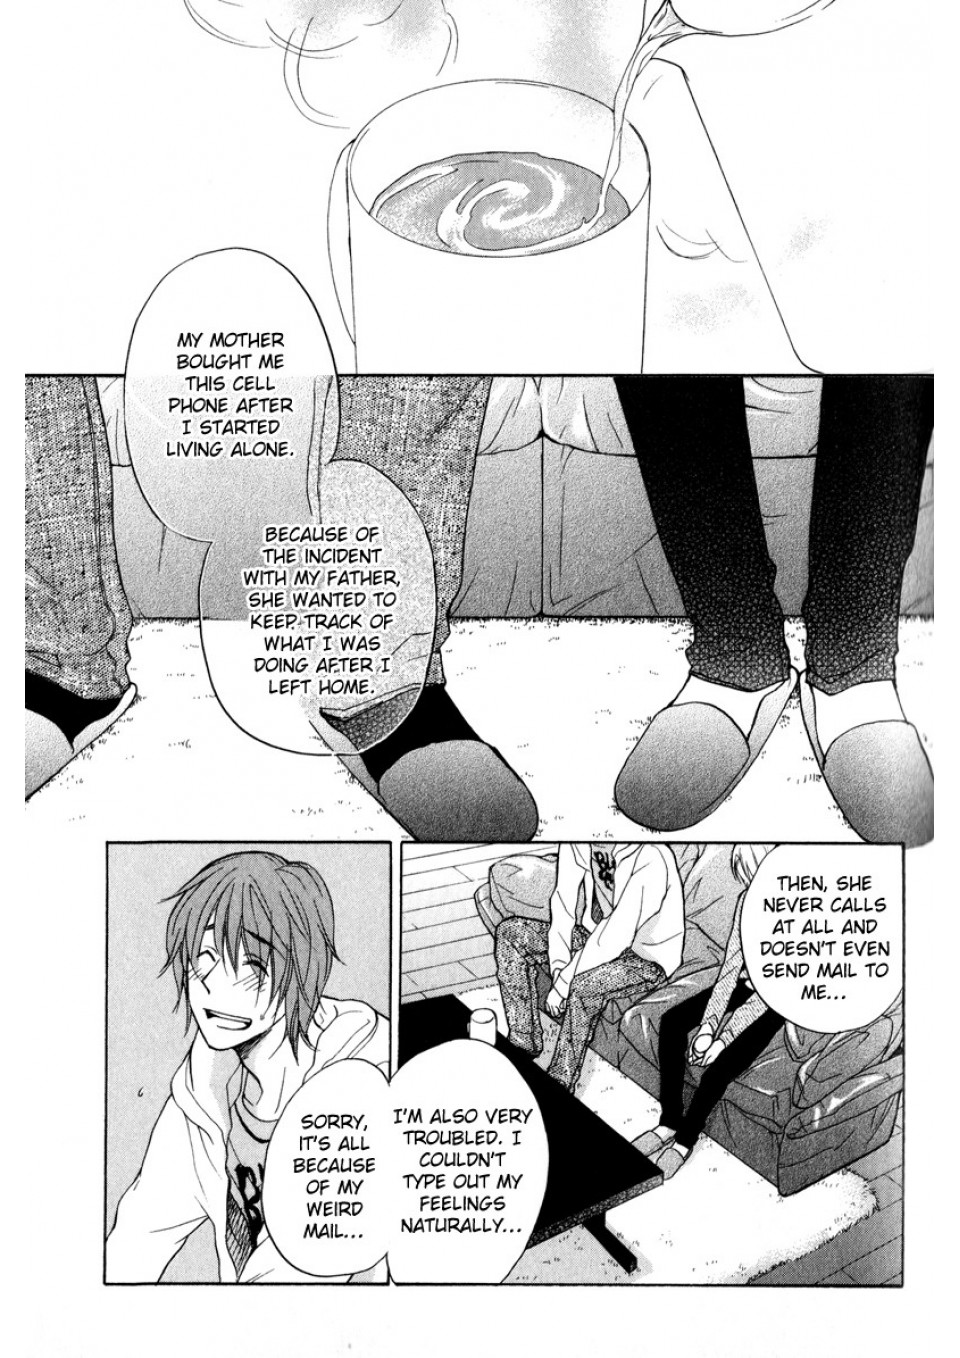 MY MOTHER
BOUGHT ME
THIS CELL
PHONE AFTER
I STARTED
LIVING ALONE.
BECAUSE OF
THE INCIDENT
WITH MY FATHER,
SHE WANTED TO
KEEP TRACK OF
WHAT I WAS
DOING AFTER I
LEFT HOME.
THEN, SHE
NEVER CALLS
AT ALL AND
DOESN'T EVEN
SEND MAIL TO
ME...
I'M ALSO VERY
TROUBLED. I
COULDN'T
TYPE OUT MY
FEELINGS
NATURALLY...
SORRY,
IT'S ALL
BECAUSE
OF MY
WEIRD
MAIL...